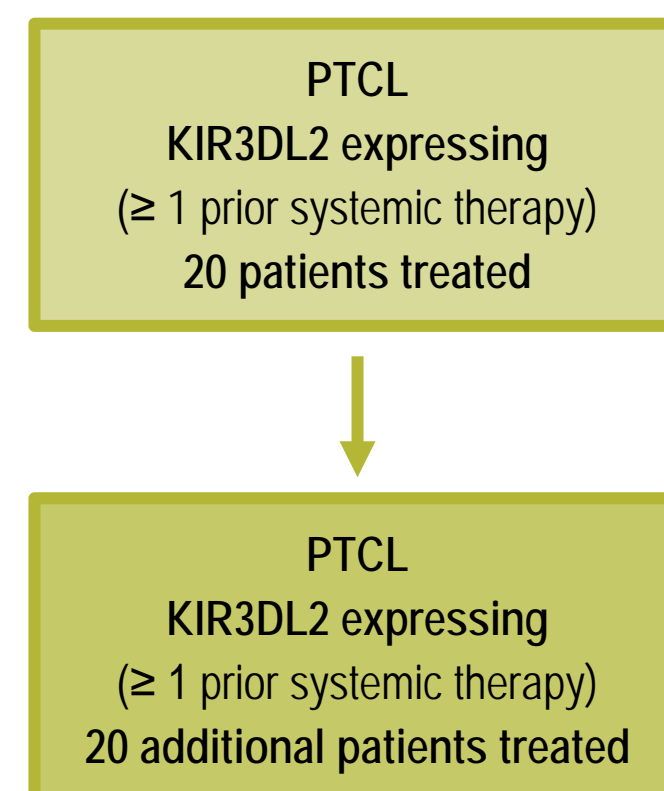 PTCL
KIR3DL2 expressing
(≥ 1 prior systemic therapy)
20 patients treated
PTCL
KIR3DL2 expressing
(≥ 1 prior systemic therapy)
20 additional patients treated